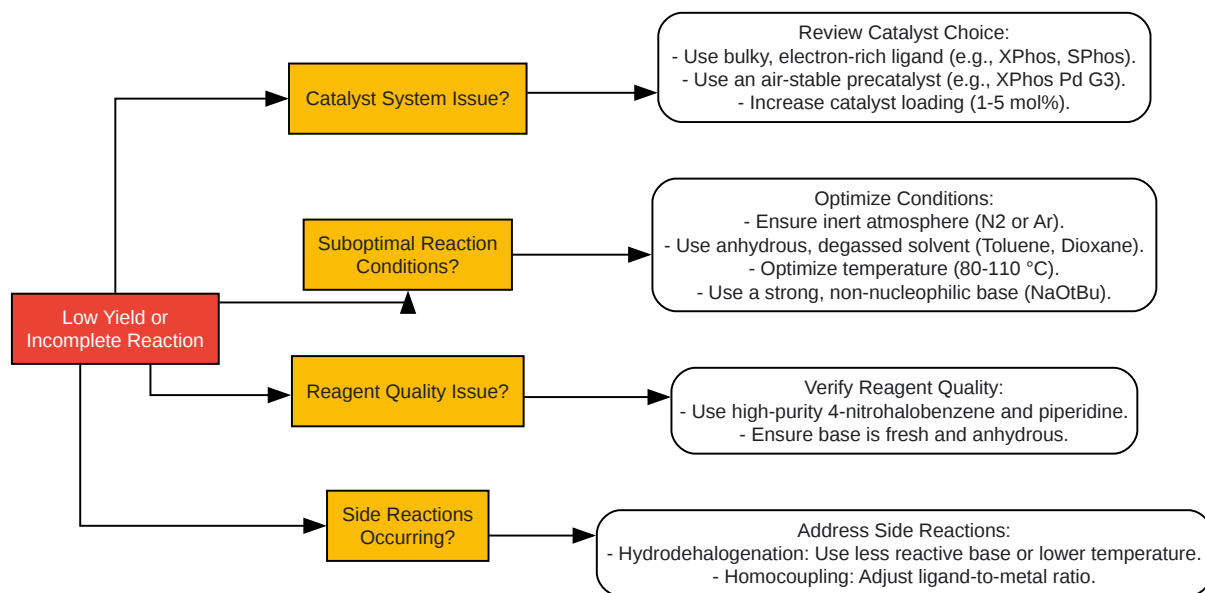 Low Yield or
Incomplete Reaction
Catalyst System Issue?
Review Catalyst Choice:
- Use bulky, electron-rich ligand (e.g., XPhos, SPhos).
- Use an air-stable precatalyst (e.g., XPhos Pd G3).
- Increase catalyst loading (1-5 mol%).
Suboptimal Reaction
Conditions?
Optimize Conditions:
- Ensure inert atmosphere (N2 or Ar).
- Use anhydrous, degassed solvent (Toluene, Dioxane).
- Optimize temperature (80-110 °C).
- Use a strong, non-nucleophilic base (NaOtBu).
Reagent Quality Issue?
Verify Reagent Quality:
- Use high-purity 4-nitrohalobenzene and piperidine.
- Ensure base is fresh and anhydrous.
Side Reactions
Occurring?
Address Side Reactions:
- Hydrodehalogenation: Use less reactive base or lower temperature.
- Homocoupling: Adjust ligand-to-metal ratio.